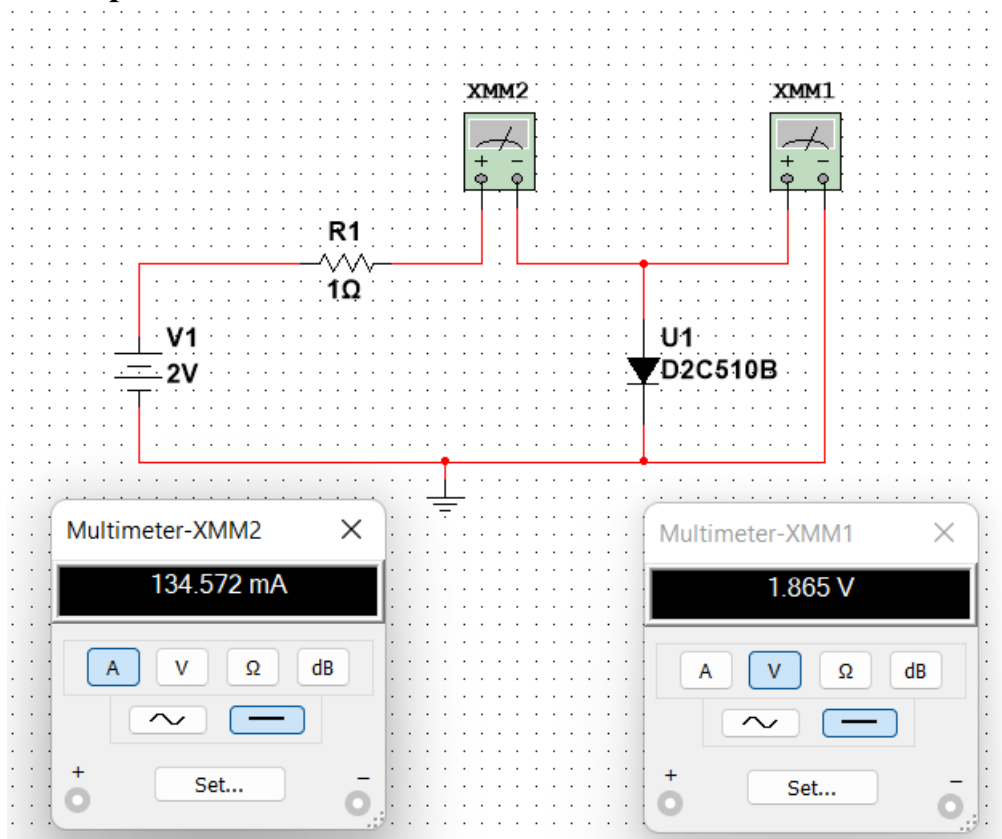 XMM2
XMM1
R1
1Ω
V1
2V
U1
D2C510B
Multimeter-XMM2
134.572 mA
A V Ω dB
+ −
Set...
Multimeter-XMM1
1.865 V
A V Ω dB
+ −
Set...